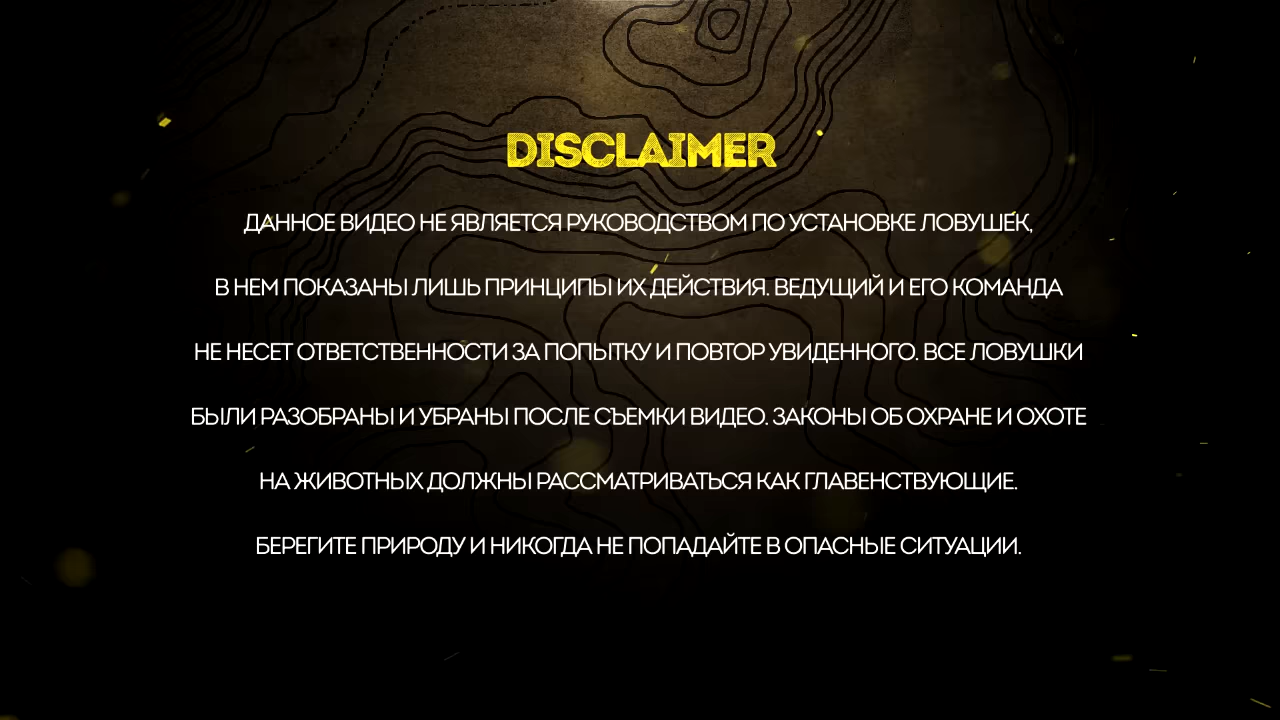 DISCLAIMER
ДАННОЕ ВИДЕО НЕ ЯВЛЯЕТСЯ РУКОВОДСТВОМ ПО УСТАНОВКЕ ЛОВУШЕК,
В НЕМ ПОКАЗАНЫ ЛИШЬ ПРИНЦИПЫ ИХ ДЕЙСТВИЯ. ВЕДУЩИЙ И ЕГО КОМАНДА
НЕ НЕСЕТ ОТВЕТСТВЕННОСТИ ЗА ПОПЫТКУ И ПОВТОР УВИДЕННОГО. ВСЕ ЛОВУШКИ
БЫЛИ РАЗОБРАНЫ И УБРАНЫ ПОСЛЕ СЪЕМКИ ВИДЕО. ЗАКОНЫ ОБ ОХРАНЕ И ОХОТЕ
НА ЖИВОТНЫХ ДОЛЖНЫ РАССМАТРИВАТЬСЯ КАК ГЛАВЕНСТВУЮЩИЕ.
БЕРЕГИТЕ ПРИРОДУ И НИКОГДА НЕ ПОПАДАЙТЕ В ОПАСНЫЕ СИТУАЦИИ.